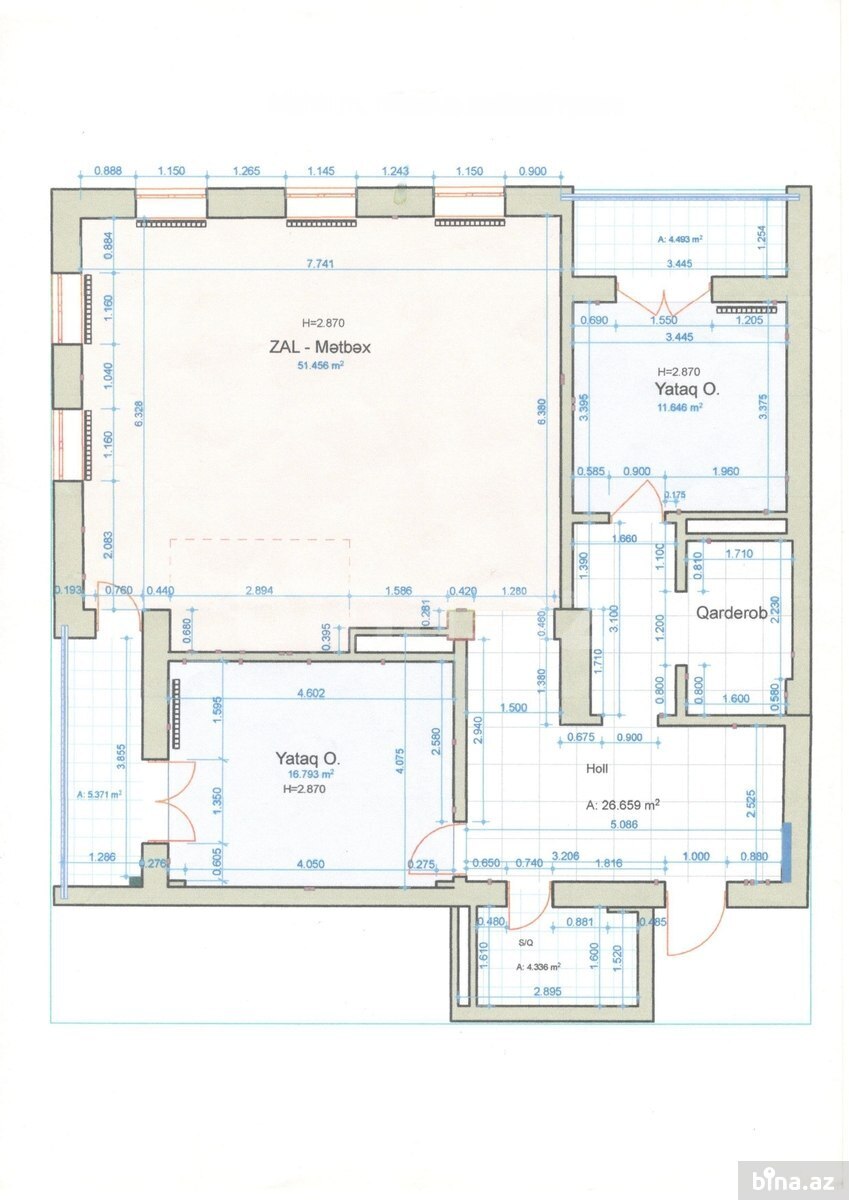 0.888 1.150 1.265 1.145 1.243 1.150 0.900
0.884
1.254
A: 4.493 m²
7.741
3.445
1.160
0.690 1.550 1.205
H=2.870
3.445
ZAL - Mətbəx
51.456 m²
1.040
H=2.870
Yataq O.
11.646 m²
6.328
6.380
3.395
3.375
1.160
0.585 0.900 1.960
0.175
2.083
1.660
1.390
1.100
0.810
1.710
0.193 0.760 0.440 2.894 1.586 0.420 1.280
0.281
0.460
3.100
Qarderob
2.230
0.680
0.395
1.200
1.710
1.380
0.800
0.800
0.580
1.600
4.602
1.595
1.500
2.940
2.580
0.675 0.900
3.855
Yataq O.
16.793 m²
H=2.870
4.075
Holl
A: 5.371 m²
1.350
A: 26.659 m²
2.525
5.086
1.286
0.276
0.605
4.050
0.275
0.650 0.740 3.206 1.816 1.000 0.880
0.480 0.881 0.485
S/Q
1.610
1.600
1.520
A: 4.336 m²
2.895
bina.az